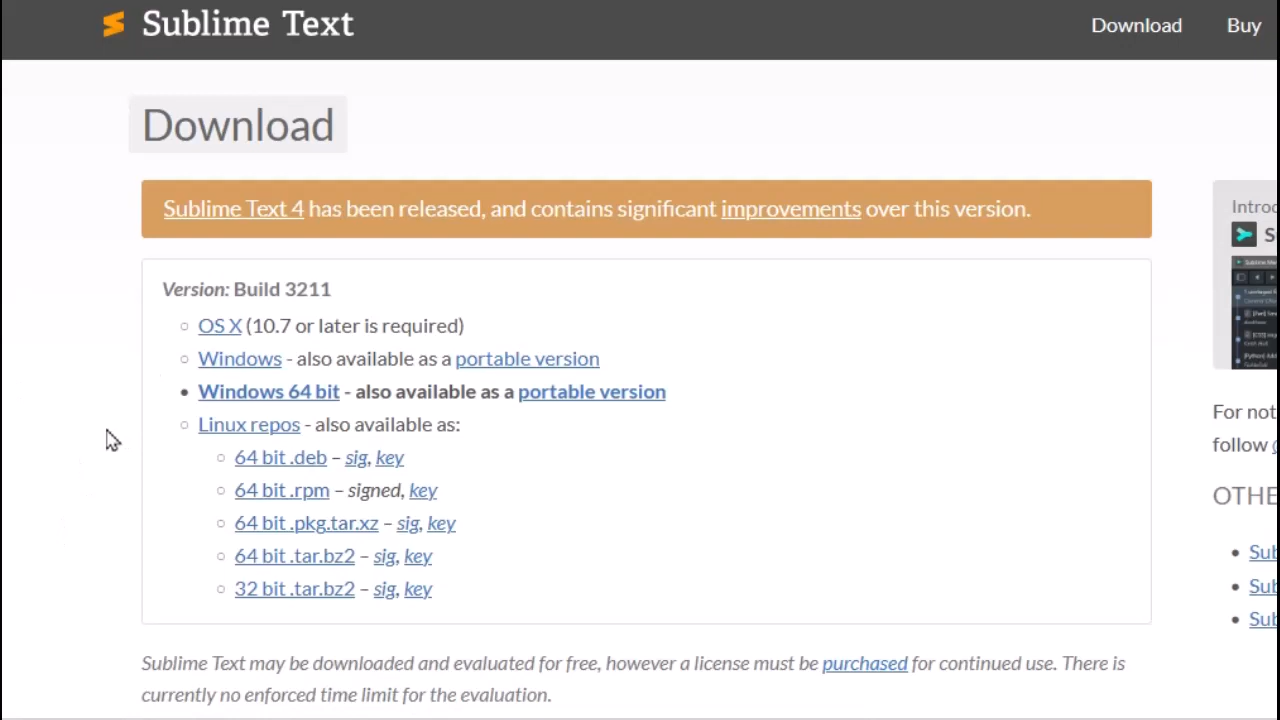 Sublime Text
Download Buy
Download
Sublime Text 4 has been released, and contains significant improvements over this version.
Version: Build 3211
OS X (10.7 or later is required)
Windows - also available as a portable version
Windows 64 bit - also available as a portable version
Linux repos - also available as:
64 bit .deb – sig, key
64 bit .rpm – signed, key
64 bit .pkg.tar.xz – sig, key
64 bit .tar.bz2 – sig, key
32 bit .tar.bz2 – sig, key
Sublime Text may be downloaded and evaluated for free, however a license must be purchased for continued use. There is
currently no enforced time limit for the evaluation.
Introd
S
For not
follow
OTHE
Sub
Sub
Sub